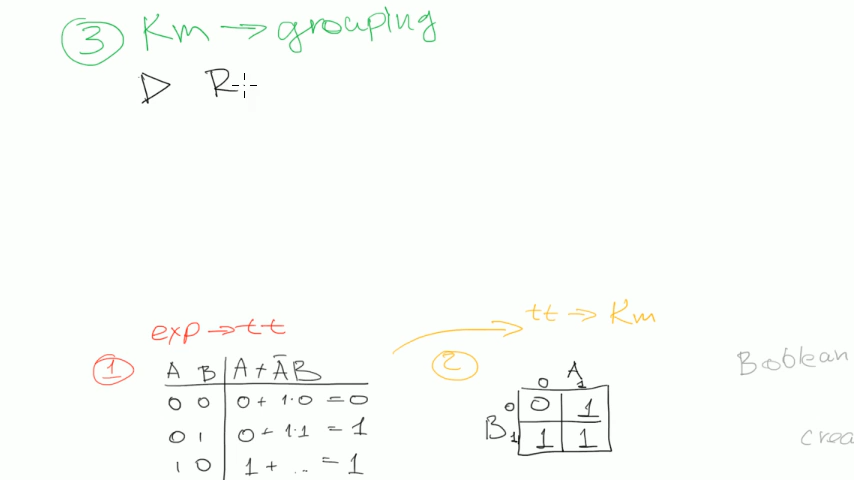 ③ Km → grouping
▷ R
exp → tt
tt → Km
① A B | A + ĀB
0 0 | 0 + 1·0 = 0
0 1 | 0 + 1·1 = 1
1 0 | 1 + .. = 1
②
A
0 1
B 0 | 0 | 1
1 | 1 | 1
Boolean
crea